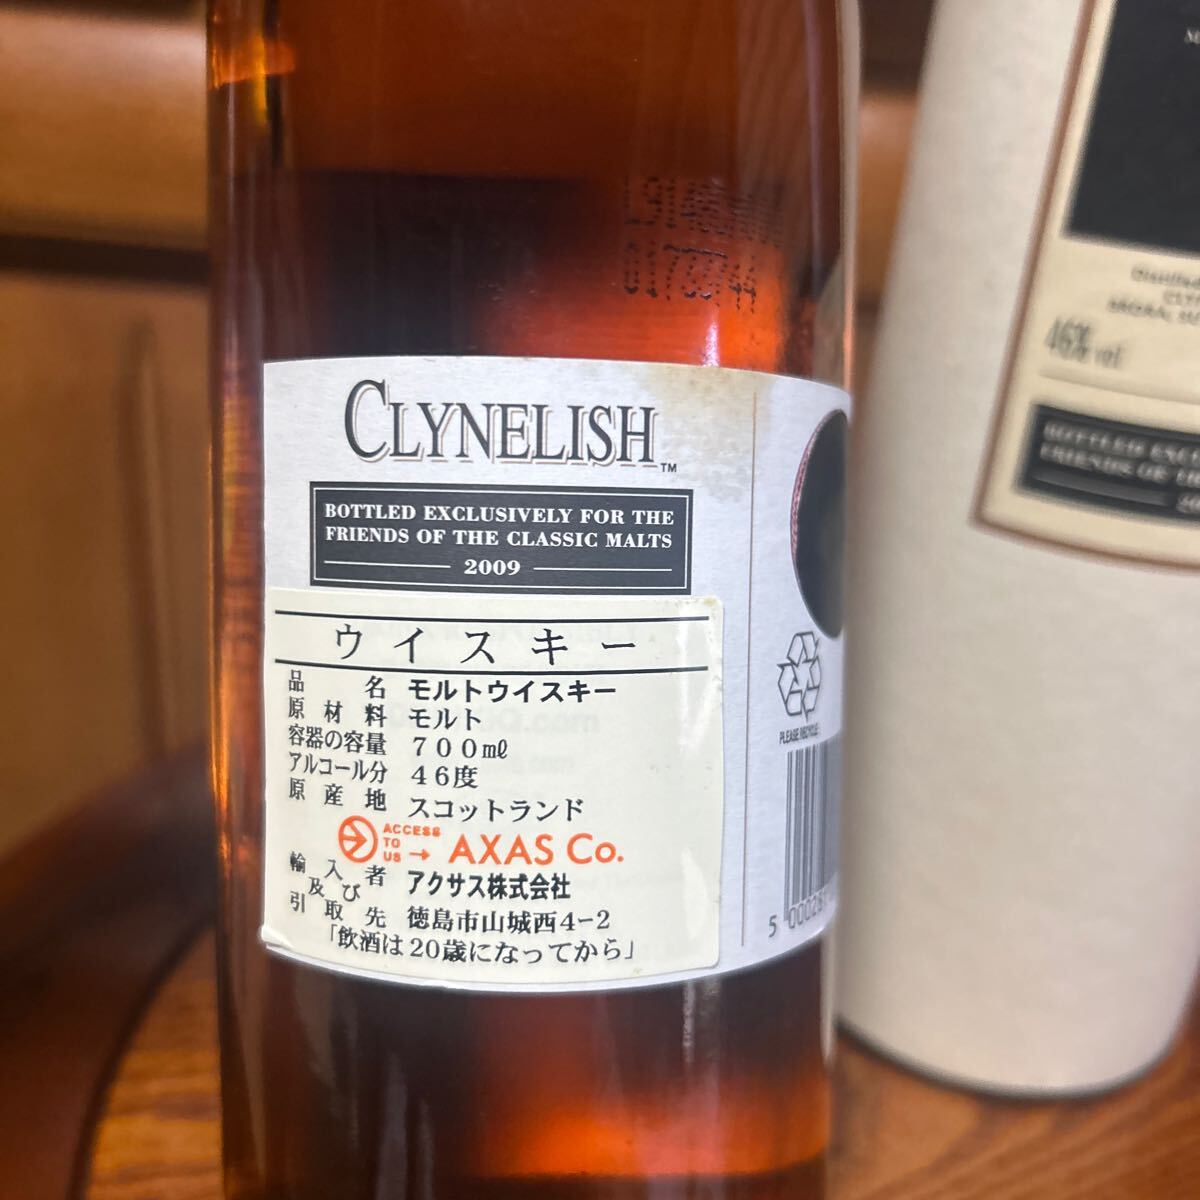 CLYNELISH™
BOTTLED EXCLUSIVELY FOR THE
FRIENDS OF THE CLASSIC MALTS
2009
ウイスキー
品名 モルトウイスキー
原材料 モルト
容器の容量 700㎖
アルコール分 46度
原産地 スコットランド
ACCESS TO US → AXAS Co.
輸入者 アクサス株式会社
及び
引取先 徳島市山城西4-2
「飲酒は20歳になってから」
PLEASE RECYCLE
46% vol
BOTTLED
FRIENDS OF